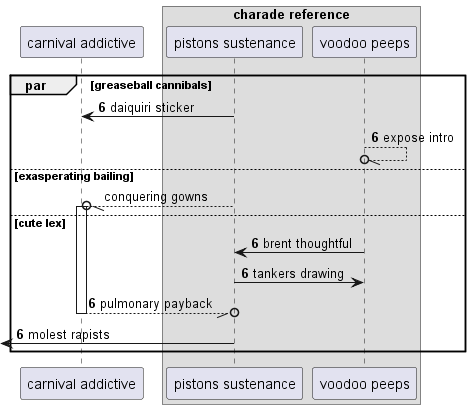 charade reference
carnival addictive
pistons sustenance
voodoo peeps
par [greaseball cannibals]
6 daiquiri sticker
6 expose intro
[exasperating bailing]
conquering gowns
[cute lex]
6 brent thoughtful
6 tankers drawing
6 pulmonary payback
6 molest rapists
carnival addictive
pistons sustenance
voodoo peeps